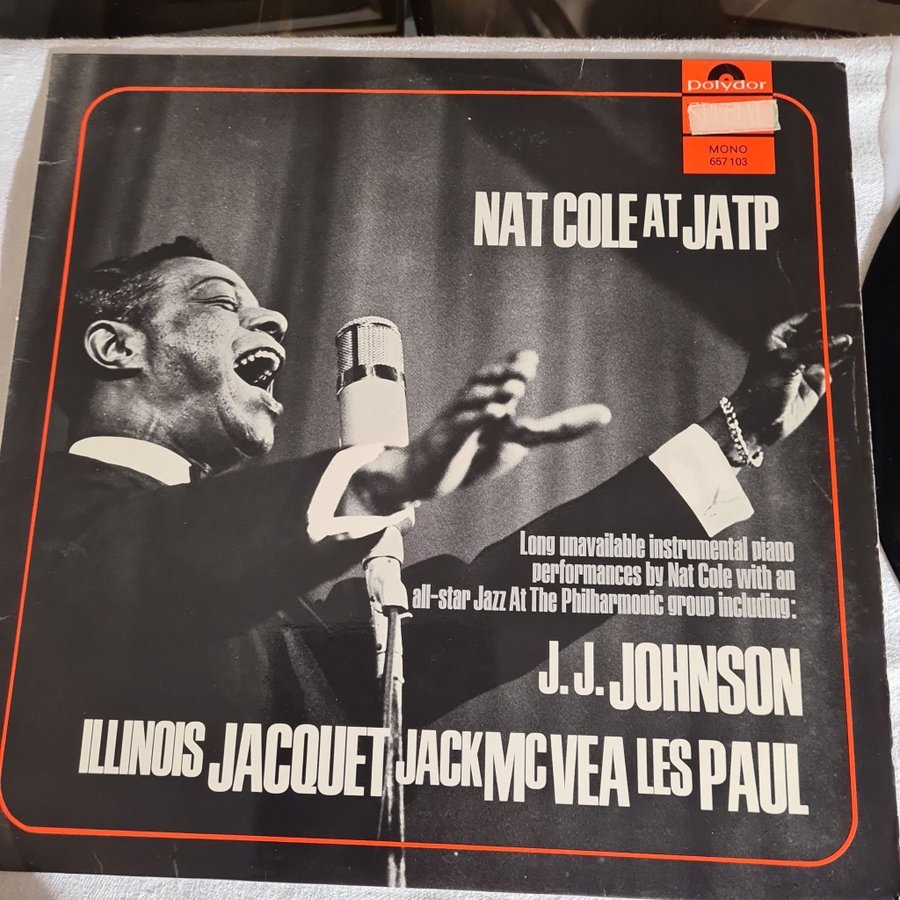 polydor
SPECIAL
MONO
657 103
NAT COLE AT JATP
Long unavailable instrumental piano
performances by Nat Cole with an
all-star Jazz At The Philharmonic group including:
J. J. JOHNSON
ILLINOIS JACQUET JACK McVEA LES PAUL